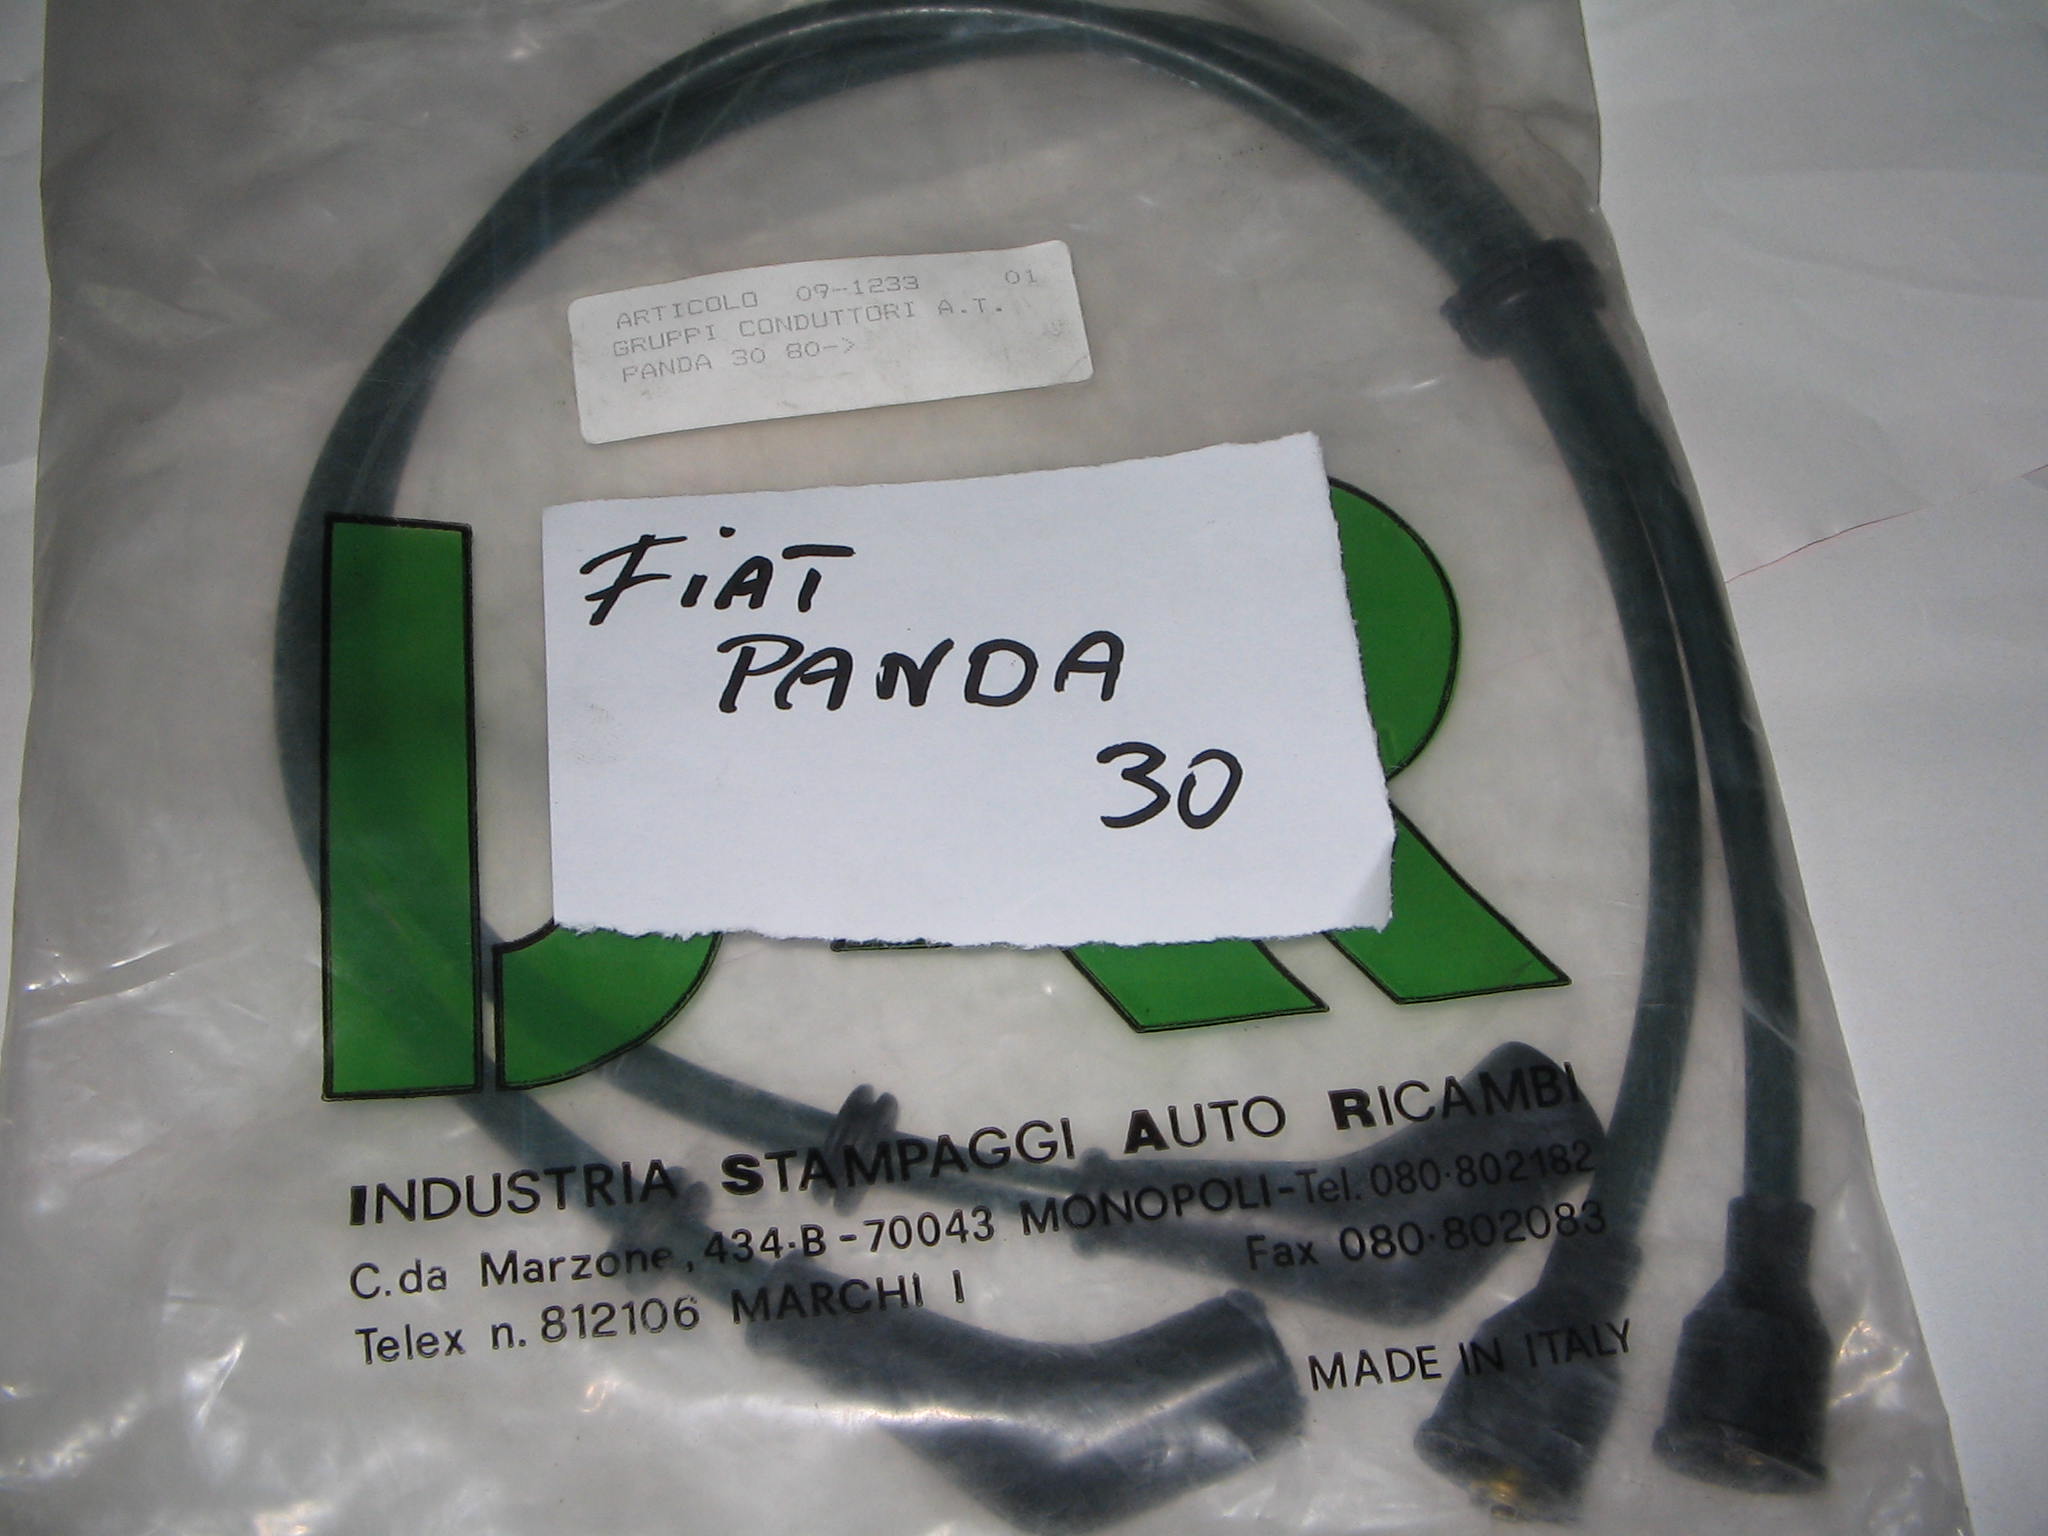 ARTICOLO 09-1233 01
GRUPPI CONDUTTORI A.T.
PANDA 30 80->
FiAT
PANDA
30
INDUSTRIA STAMPAGGI AUTO RICAMBI
C.da Marzone, 434·B - 70043 MONOPOLI - Tel. 080·802182
Fax 080·802083
Telex n. 812106 MARCHI I
MADE IN ITALY